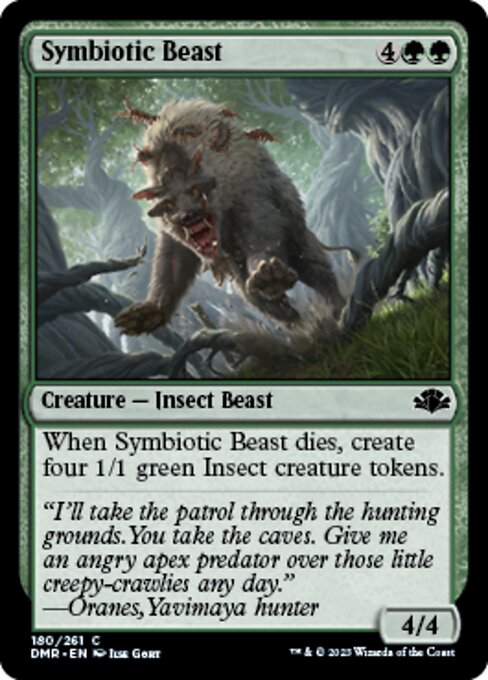 Symbiotic Beast 4
Creature — Insect Beast
When Symbiotic Beast dies, create
four 1/1 green Insect creature tokens.
“I’ll take the patrol through the hunting
grounds. You take the caves. Give me
an angry apex predator over those little
creepy-crawlies any day.”
—Oranes, Yavimaya hunter
4/4
180/261 C
DMR • EN Ilse Gort
™ & © 2023 Wizards of the Coast